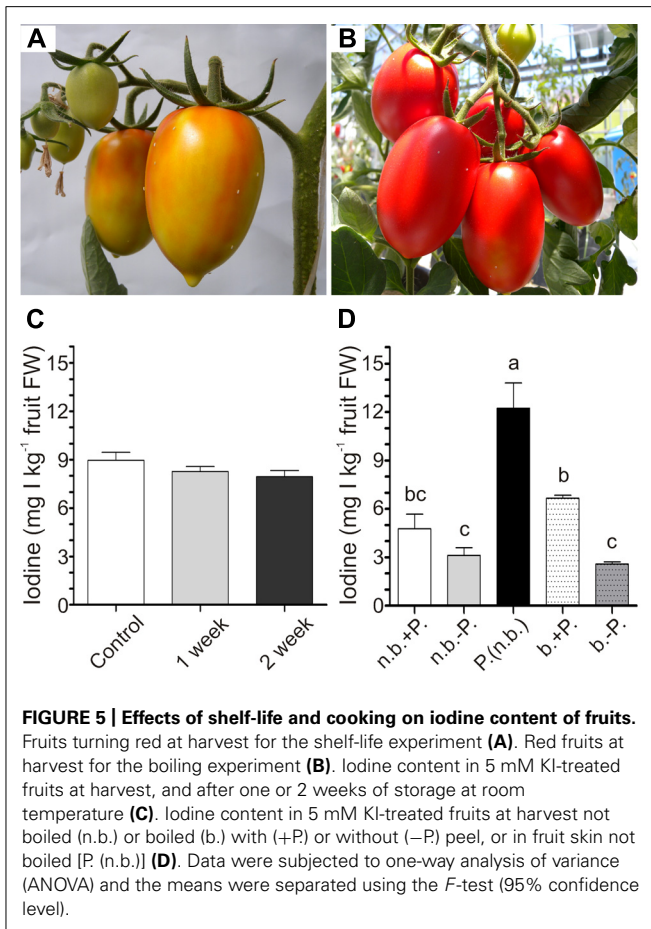 A
B
C
D
Iodine (mg I kg⁻¹ fruit FW)
15
12
9
6
3
0
Control
1 week
2 week
Iodine (mg I kg⁻¹ fruit FW)
15
12
9
6
3
0
bc
c
a
b
c
n.b.+P.
n.b.-P.
P.(n.b.)
b.+P.
b.-P.
FIGURE 5 | Effects of shelf-life and cooking on iodine content of fruits.
Fruits turning red at harvest for the shelf-life experiment (A). Red fruits at
harvest for the boiling experiment (B). Iodine content in 5 mM KI-treated
fruits at harvest, and after one or 2 weeks of storage at room
temperature (C). Iodine content in 5 mM KI-treated fruits at harvest not
boiled (n.b.) or boiled (b.) with (+P.) or without (−P.) peel, or in fruit skin not
boiled [P. (n.b.)] (D). Data were subjected to one-way analysis of variance
(ANOVA) and the means were separated using the F-test (95% confidence
level).